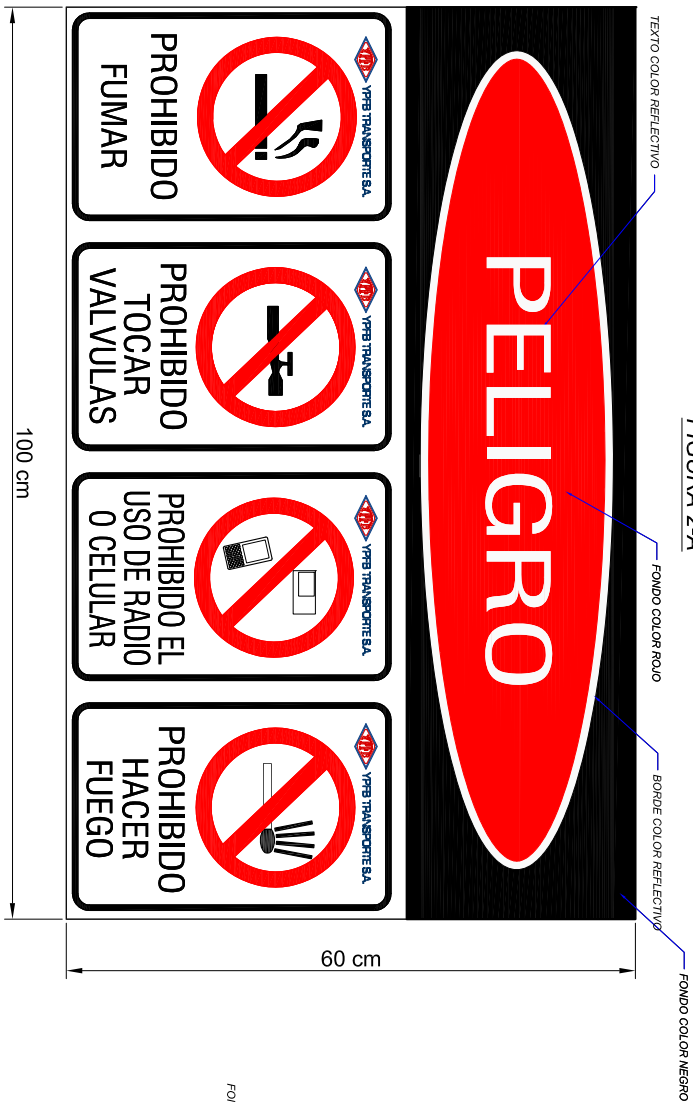 FIGURA 2-A
TEXTO COLOR REFLECTIVO
FONDO COLOR ROJO
BORDE COLOR REFLECTIVO
FONDO COLOR NEGRO
PELIGRO
YPFB TRANSPORTE S.A.
PROHIBIDO
FUMAR
YPFB TRANSPORTE S.A.
PROHIBIDO
TOCAR
VALVULAS
YPFB TRANSPORTE S.A.
PROHIBIDO EL
USO DE RADIO
O CELULAR
YPFB TRANSPORTE S.A.
PROHIBIDO
HACER
FUEGO
100 cm
60 cm